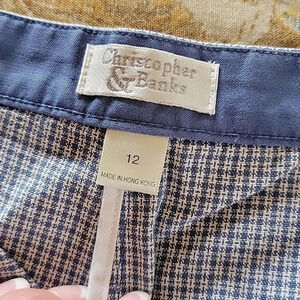 Christopher
& Banks
12
MADE IN HONG KONG